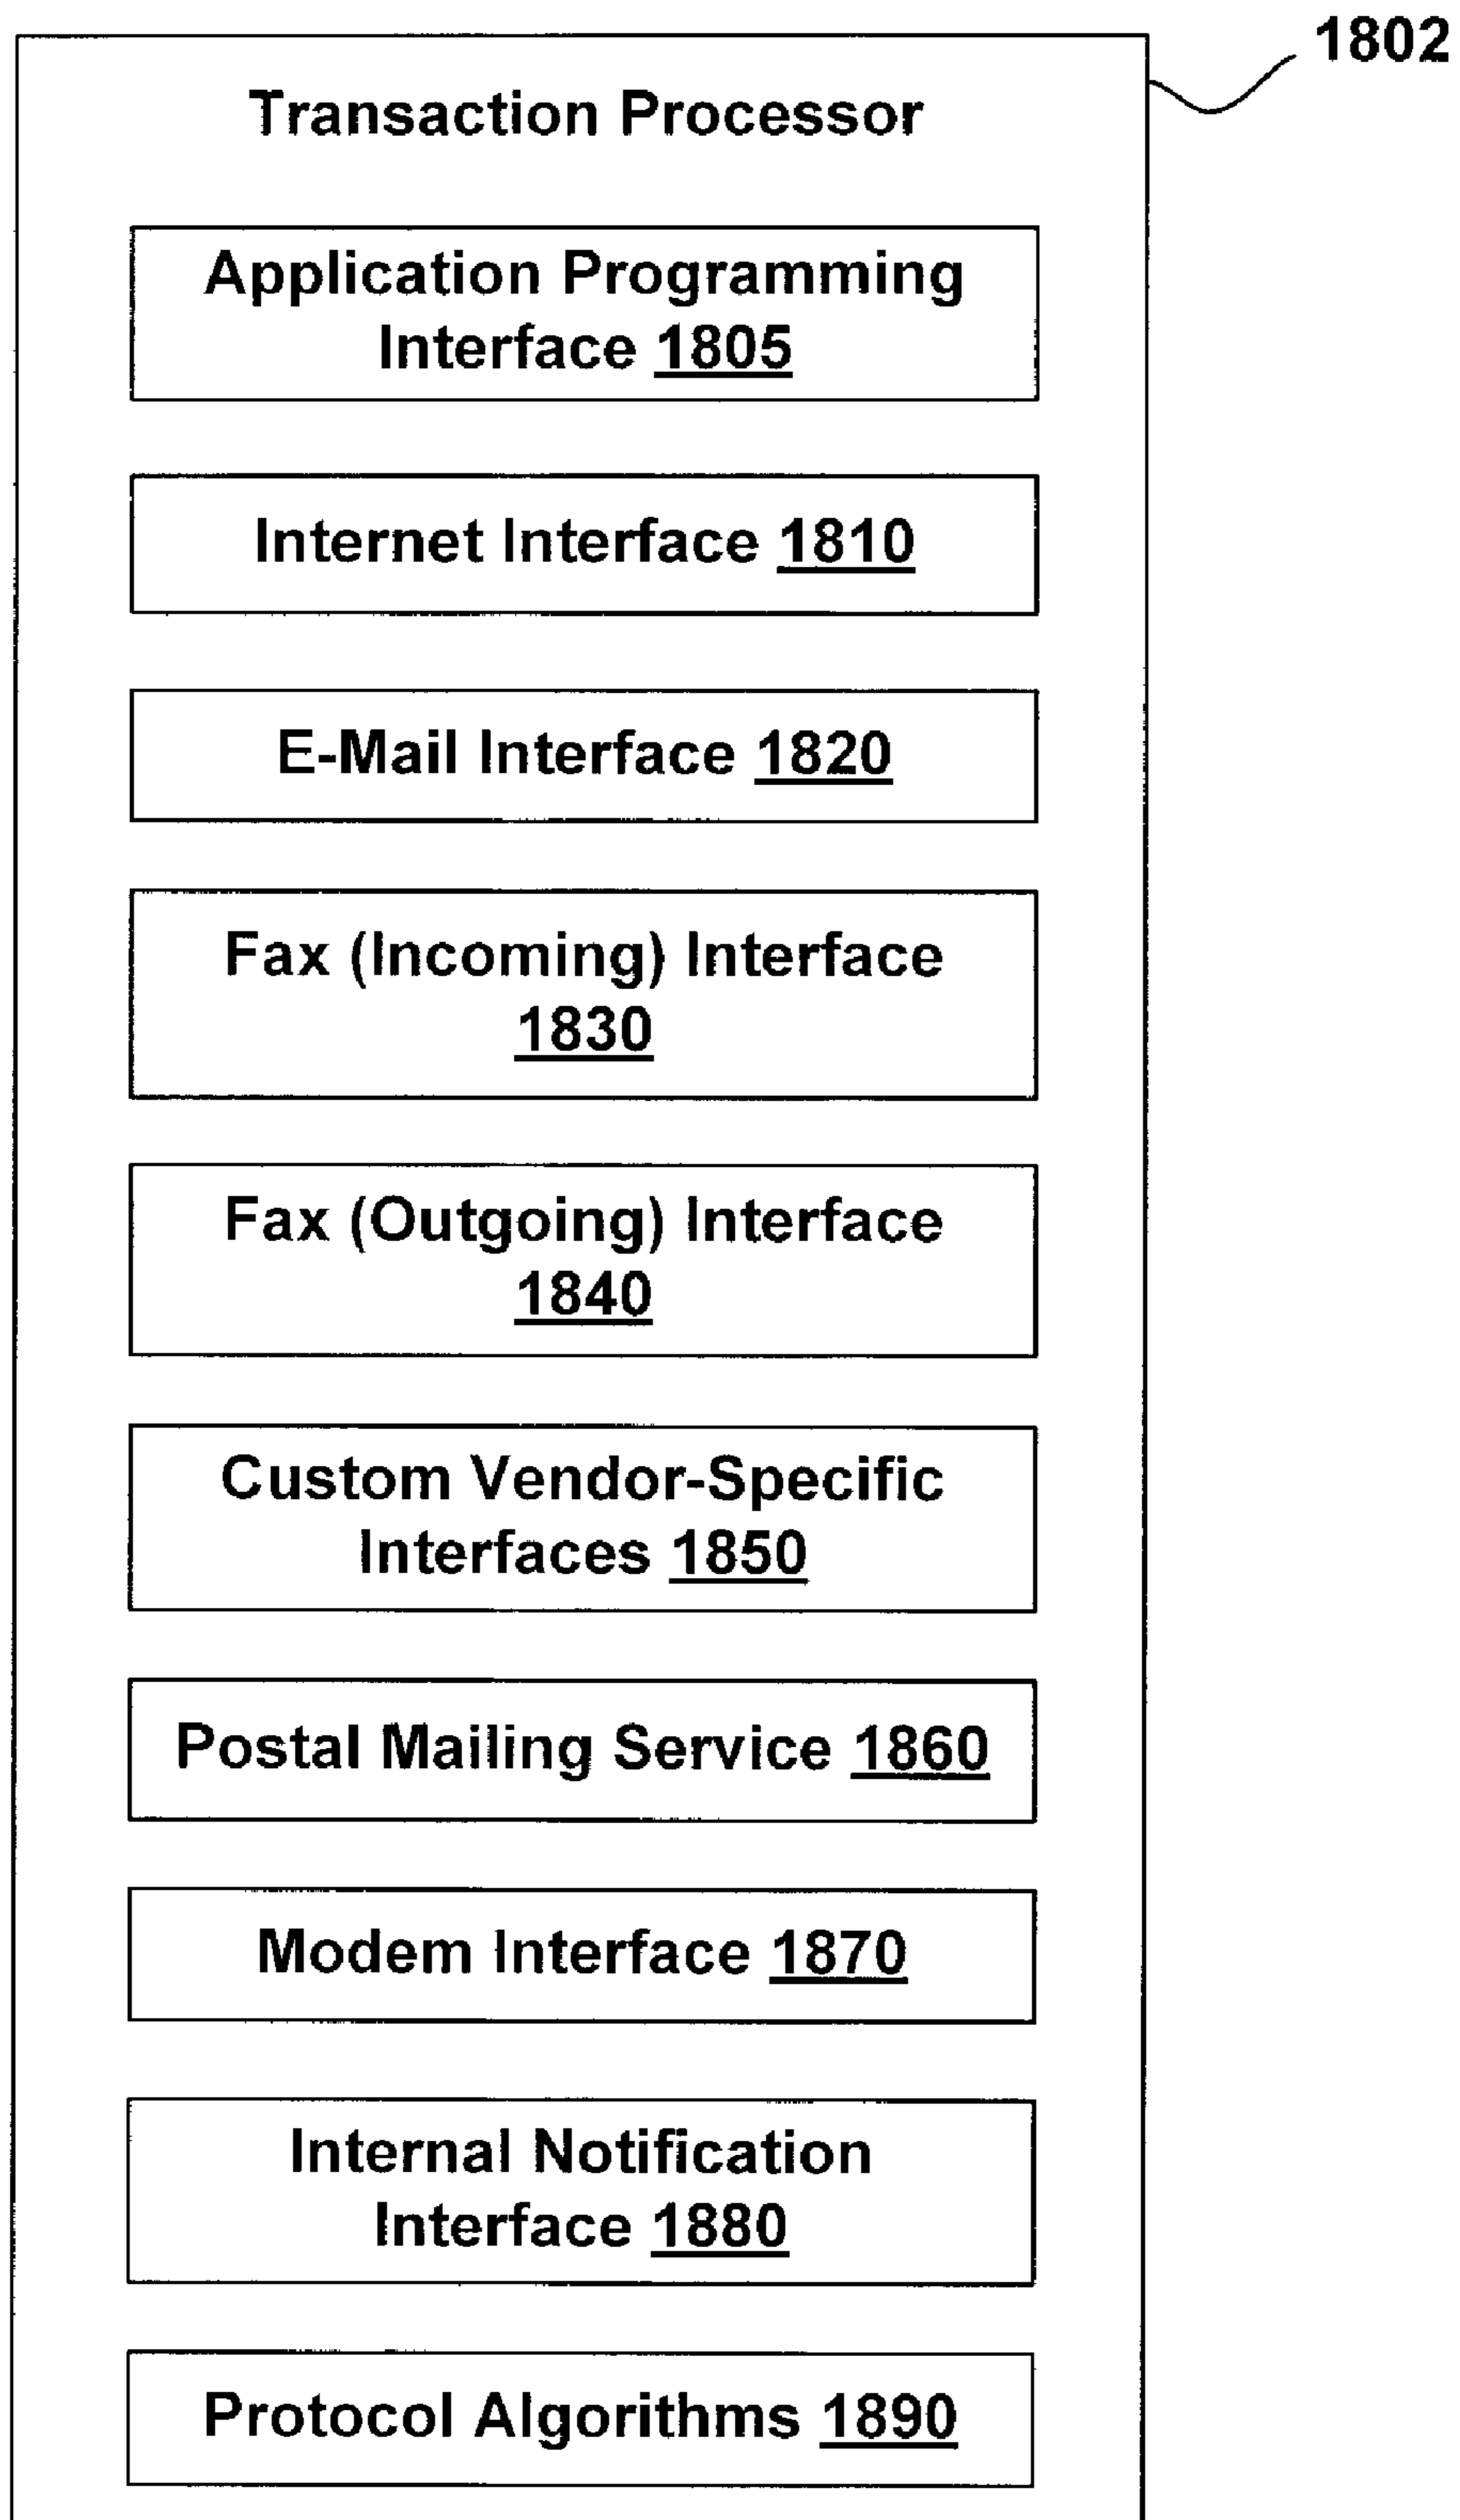 1802
Transaction Processor
Application Programming
Interface 1805
Internet Interface 1810
E-Mail Interface 1820
Fax (Incoming) Interface
1830
Fax (Outgoing) Interface
1840
Custom Vendor-Specific
Interfaces 1850
Postal Mailing Service 1860
Modem Interface 1870
Internal Notification
Interface 1880
Protocol Algorithms 1890